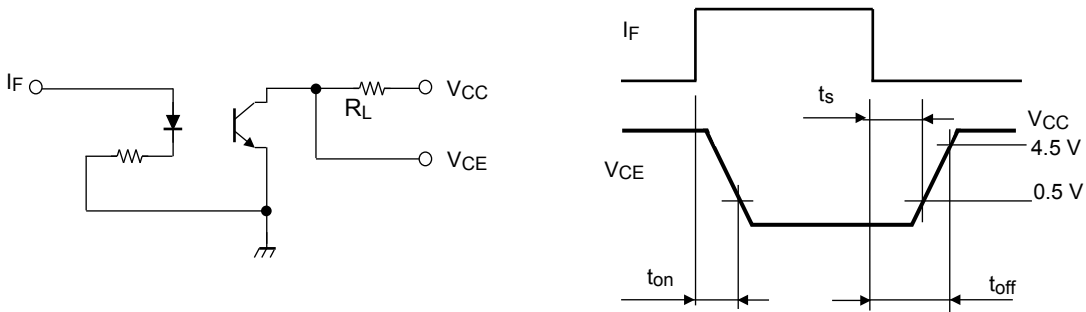 IF
RL
VCC
VCE
IF
ts
VCC
4.5 V
VCE
0.5 V
ton
toff